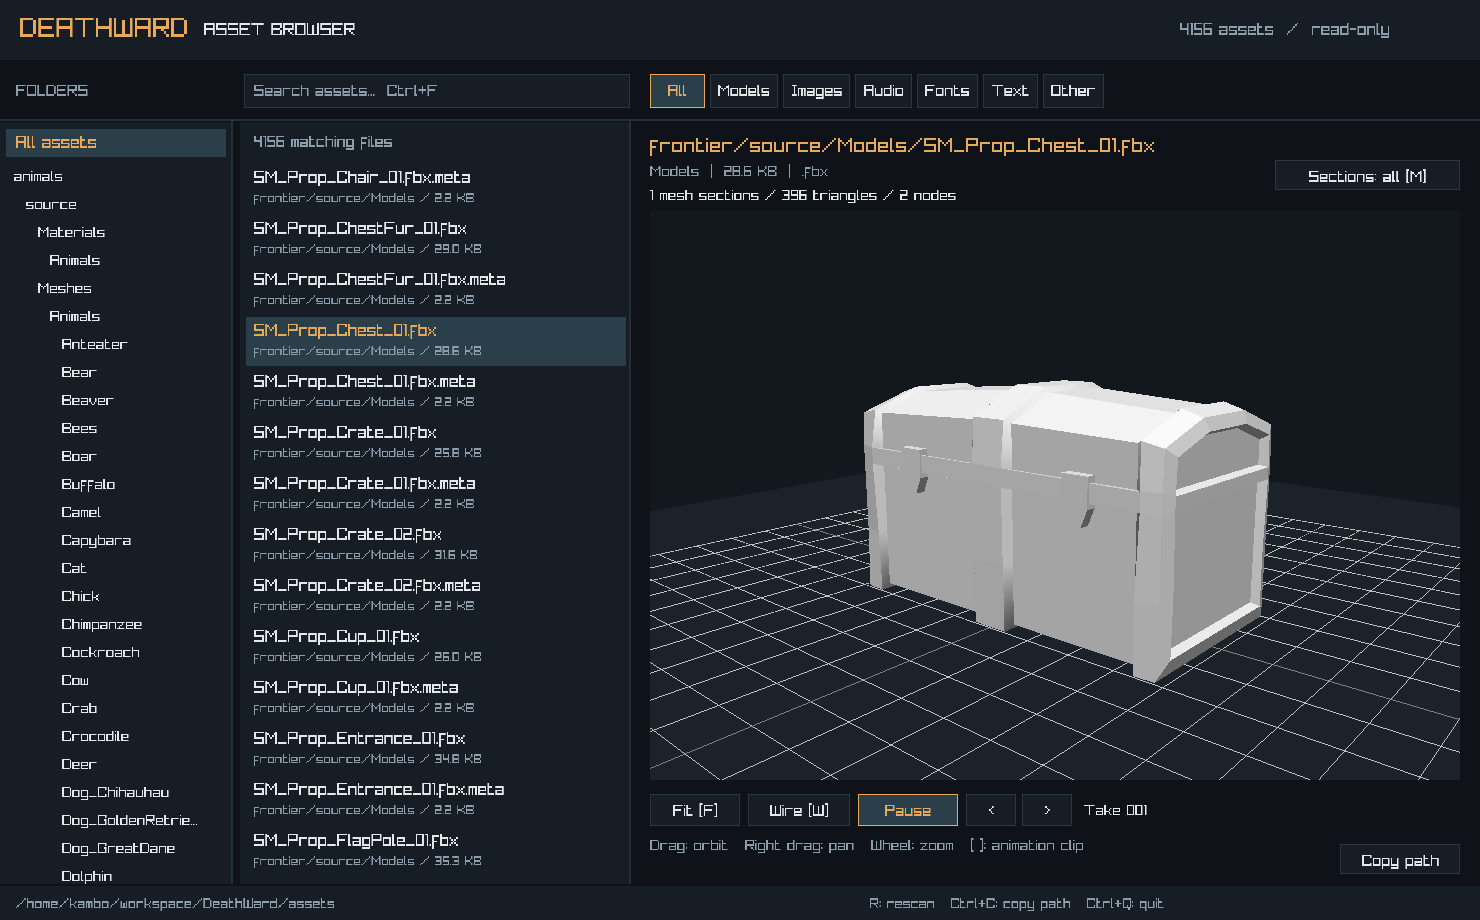 DEATHWARD ASSET BROWSER
4156 assets / read-only
FOLDERS
Search assets... Ctrl+F
All Models Images Audio Fonts Text Other
All assets
animals
source
Materials
Animals
Meshes
Animals
Anteater
Bear
Beaver
Bees
Boar
Buffalo
Camel
Capybara
Cat
Chick
Chimpanzee
Cockroach
Cow
Crab
Crocodile
Deer
Dog_Chihauhau
Dog_GoldenRetrie...
Dog_GreatDane
Dolphin
4156 matching files
SM_Prop_Chair_01.fbx.meta
frontier/source/Models / 2.2 KB
SM_Prop_ChestFur_01.fbx
frontier/source/Models / 29.0 KB
SM_Prop_ChestFur_01.fbx.meta
frontier/source/Models / 2.2 KB
SM_Prop_Chest_01.fbx
frontier/source/Models / 28.6 KB
SM_Prop_Chest_01.fbx.meta
frontier/source/Models / 2.2 KB
SM_Prop_Crate_01.fbx
frontier/source/Models / 25.8 KB
SM_Prop_Crate_01.fbx.meta
frontier/source/Models / 2.2 KB
SM_Prop_Crate_02.fbx
frontier/source/Models / 31.6 KB
SM_Prop_Crate_02.fbx.meta
frontier/source/Models / 2.2 KB
SM_Prop_Cup_01.fbx
frontier/source/Models / 26.0 KB
SM_Prop_Cup_01.fbx.meta
frontier/source/Models / 2.2 KB
SM_Prop_Entrance_01.fbx
frontier/source/Models / 34.8 KB
SM_Prop_Entrance_01.fbx.meta
frontier/source/Models / 2.2 KB
SM_Prop_FlagPole_01.fbx
frontier/source/Models / 35.3 KB
frontier/source/Models/SM_Prop_Chest_01.fbx
Models | 28.6 KB | .fbx
1 mesh sections / 396 triangles / 2 nodes
Sections: all [M]
Fit [F] Wire [W] Pause < > Take 001
Drag: orbit Right drag: pan Wheel: zoom [ ]: animation clip
Copy path
/home/kambo/workspace/DeathWard/assets
R: rescan Ctrl+C: copy path Ctrl+Q: quit